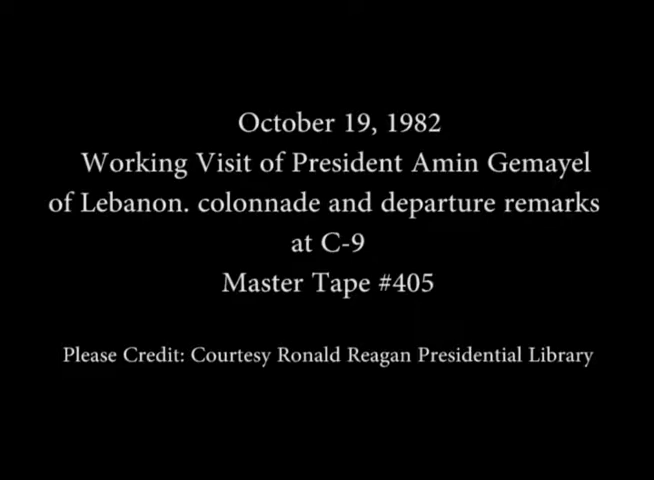 October 19, 1982
Working Visit of President Amin Gemayel
of Lebanon. colonnade and departure remarks
at C-9
Master Tape #405
Please Credit: Courtesy Ronald Reagan Presidential Library